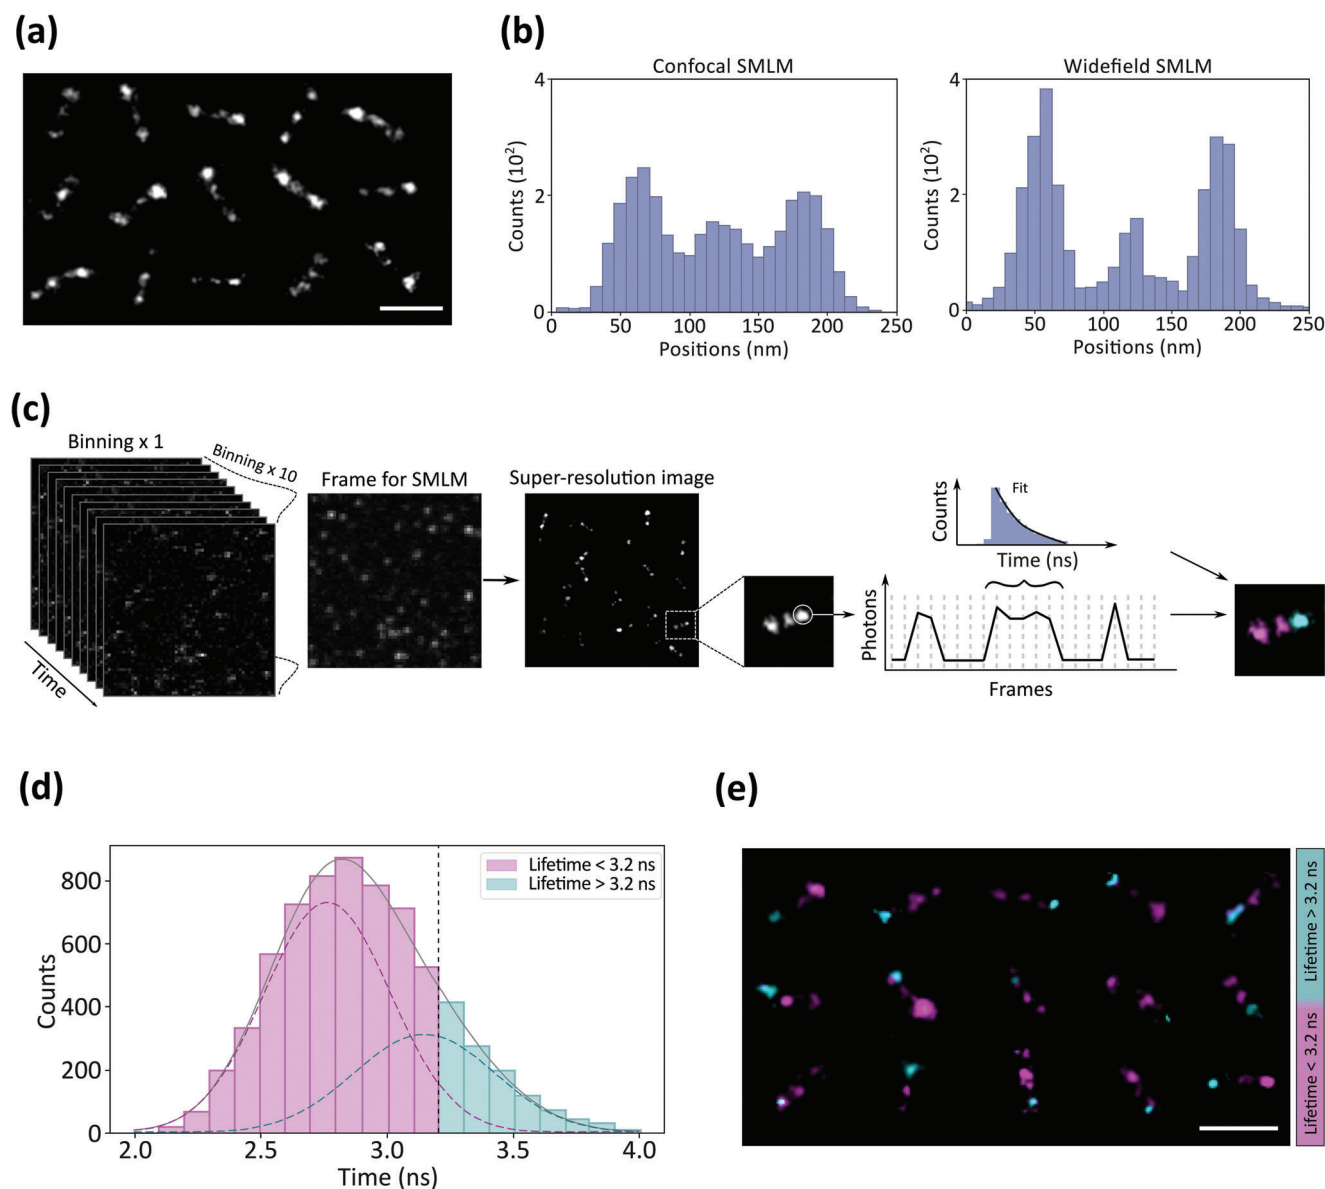 (a)
(b)
Confocal SMLM
Counts (10²)
4
2
0
0 50 100 150 200 250
Positions (nm)
Widefield SMLM
Counts (10²)
4
2
0
0 50 100 150 200 250
Positions (nm)
(c)
Binning x 1
Binning x 10
Time
Frame for SMLM
Super-resolution image
Counts
Fit
Time (ns)
Photons
Frames
(d)
Counts
800
600
400
200
0
Lifetime < 3.2 ns
Lifetime > 3.2 ns
2.0 2.5 3.0 3.5 4.0
Time (ns)
(e)
Lifetime > 3.2 ns
Lifetime < 3.2 ns